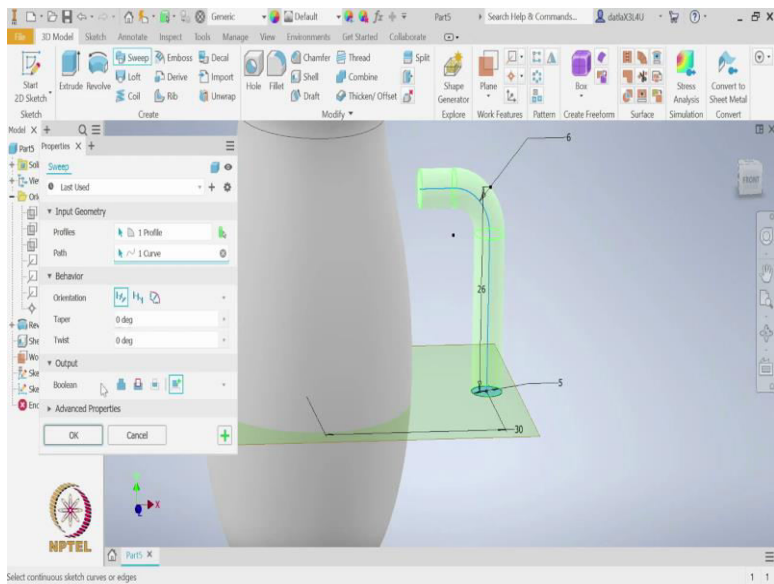 Generic
Default
Part5
Search Help & Commands...
datlaX3L4U
File
3D Model
Sketch
Annotate
Inspect
Tools
Manage
View
Environments
Get Started
Collaborate
Start
2D Sketch
Extrude
Revolve
Sweep
Emboss
Decal
Loft
Derive
Import
Coil
Rib
Unwrap
Hole
Fillet
Chamfer
Thread
Split
Shell
Combine
Draft
Thicken/ Offset
Shape
Generator
Plane
Box
Stress
Analysis
Convert to
Sheet Metal
Sketch
Create
Modify
Explore
Work Features
Pattern
Create Freeform
Surface
Simulation
Convert
Model X +
Part5
Properties X +
Sweep
Last Used
Input Geometry
Profiles
1 Profile
Path
1 Curve
Behavior
Orientation
Taper
0 deg
Twist
0 deg
Output
Boolean
Advanced Properties
OK
Cancel
6
26
5
30
FRONT
X
NPTEL
Part5 X
Select continuous sketch curves or edges
1 1